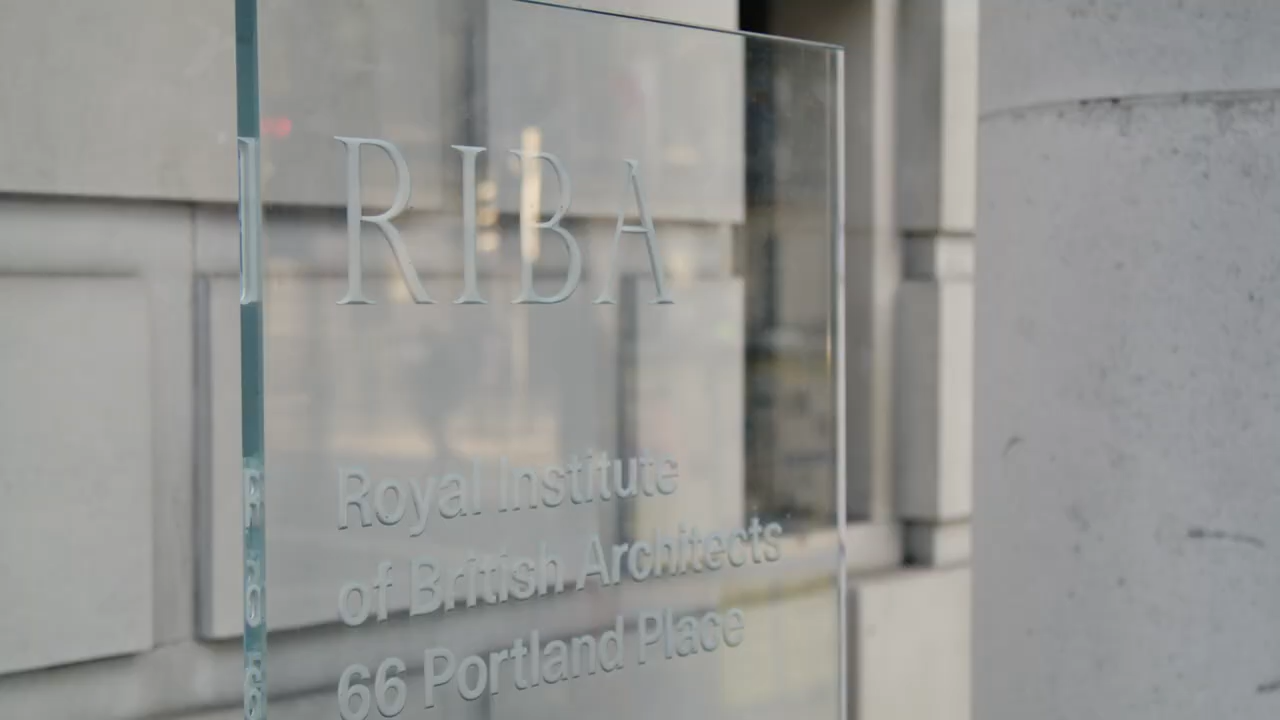 RIBA
Royal Institute
of British Architects
66 Portland Place